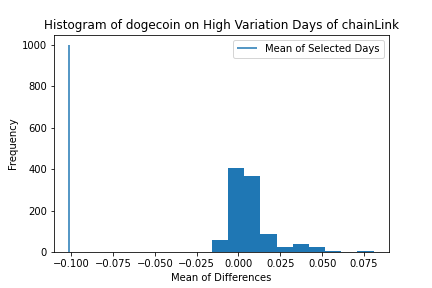 Histogram of dogecoin on High Variation Days of chainLink
Mean of Selected Days
Frequency
1000
800
600
400
200
0
−0.100 −0.075 −0.050 −0.025 0.000 0.025 0.050 0.075
Mean of Differences